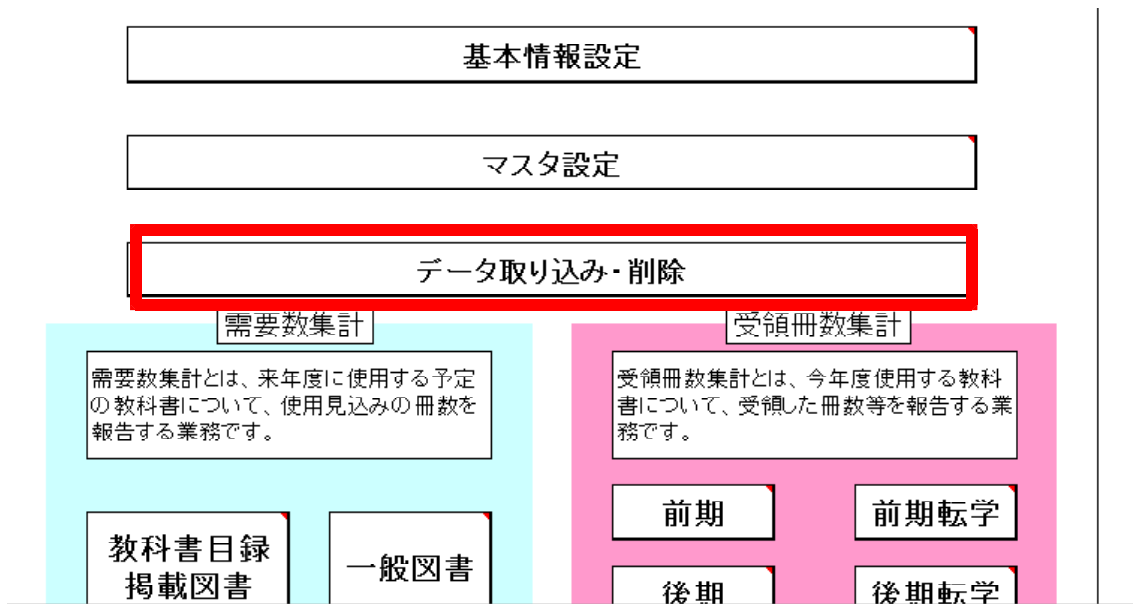 基本情報設定
マスタ設定
データ取り込み・削除
需要数集計
需要数集計とは、来年度に使用する予定
の教科書について、使用見込みの冊数を
報告する業務です。
教科書目録
掲載図書
一般図書
受領冊数集計
受領冊数集計とは、今年度使用する教科
書について、受領した冊数等を報告する業
務です。
前期
前期転学
後期
後期転学